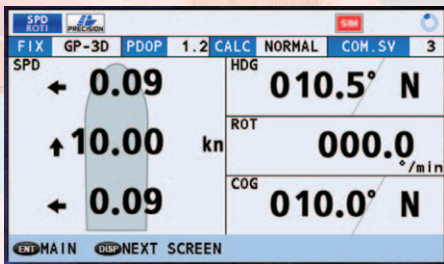 SPD
ROTI
PRECISION
SIM
FIX GP-3D PDOP 1.2 CALC NORMAL COM.SV 3
SPD
← 0.09
↑ 10.00 kn
← 0.09
HDG
010.5° N
ROT
000.0 °/min
COG
010.0° N
ENT MAIN DISP NEXT SCREEN